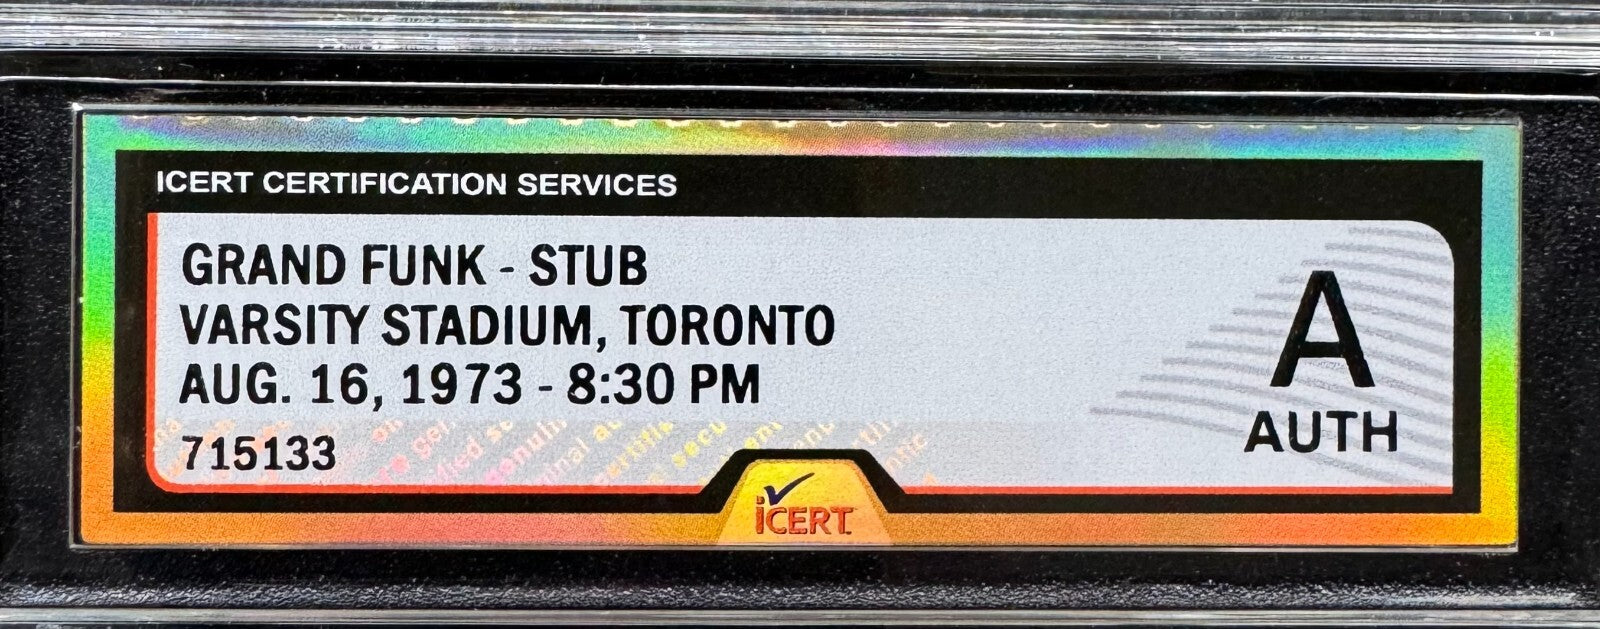 ICERT CERTIFICATION SERVICES
GRAND FUNK - STUB
VARSITY STADIUM, TORONTO
AUG. 16, 1973 - 8:30 PM
715133
A
AUTH
iCERT